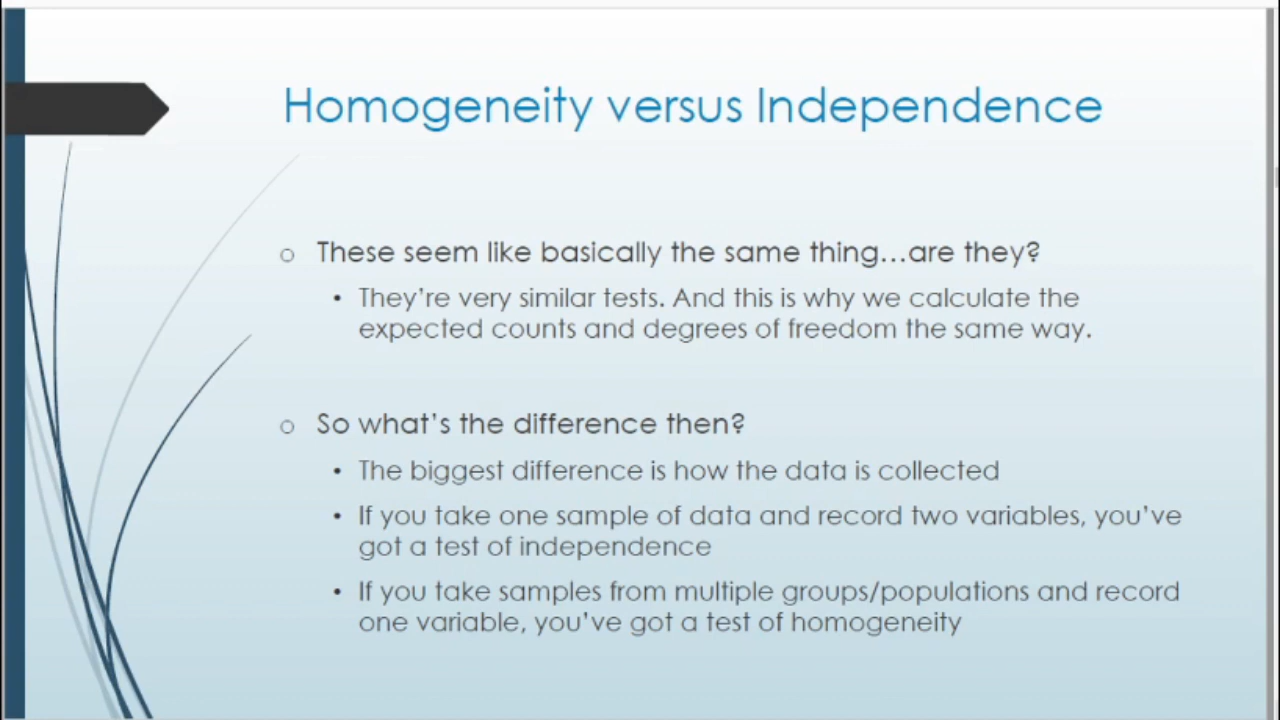 Homogeneity versus Independence
o These seem like basically the same thing...are they?
• They're very similar tests. And this is why we calculate the
expected counts and degrees of freedom the same way.
o So what's the difference then?
• The biggest difference is how the data is collected
• If you take one sample of data and record two variables, you've
got a test of independence
• If you take samples from multiple groups/populations and record
one variable, you've got a test of homogeneity